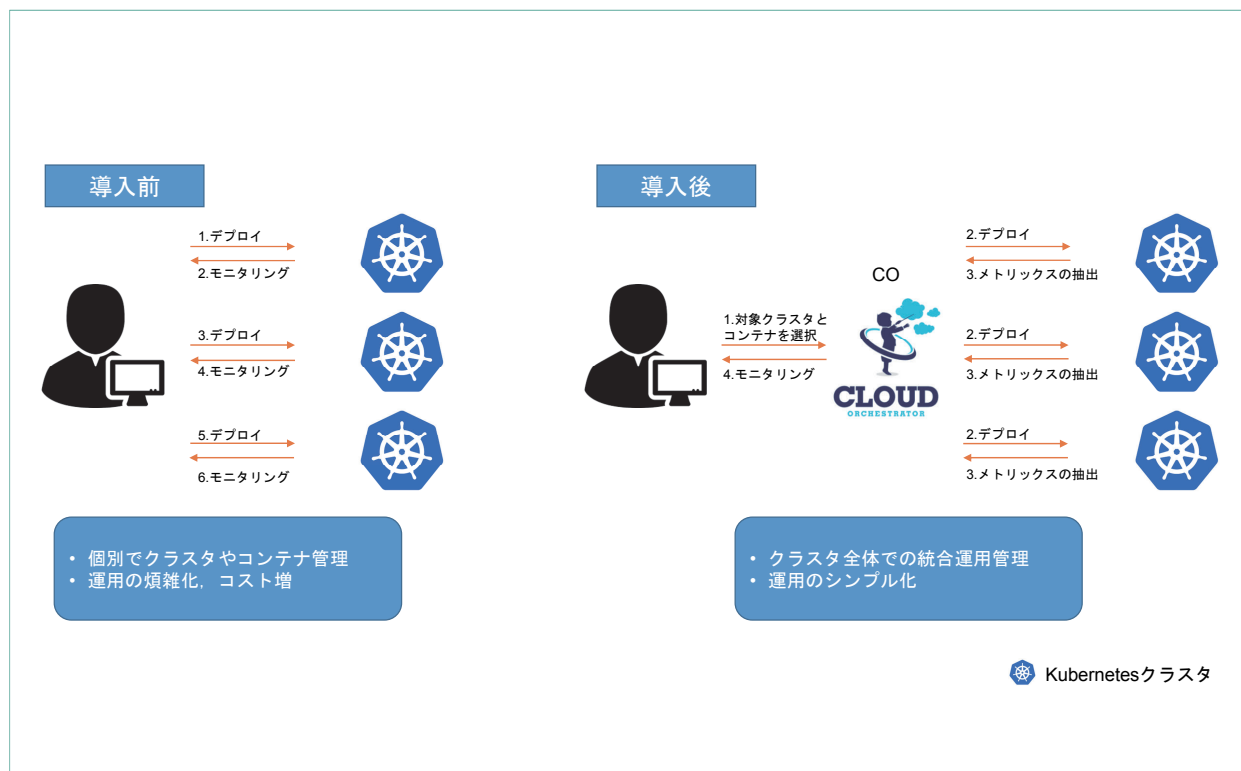 導入前
1.デプロイ
2.モニタリング
3.デプロイ
4.モニタリング
5.デプロイ
6.モニタリング
• 個別でクラスタやコンテナ管理
• 運用の煩雑化，コスト増
導入後
1.対象クラスタと
コンテナを選択
4.モニタリング
CO
CLOUD
ORCHESTRATOR
2.デプロイ
3.メトリックスの抽出
2.デプロイ
3.メトリックスの抽出
2.デプロイ
3.メトリックスの抽出
• クラスタ全体での統合運用管理
• 運用のシンプル化
Kubernetesクラスタ